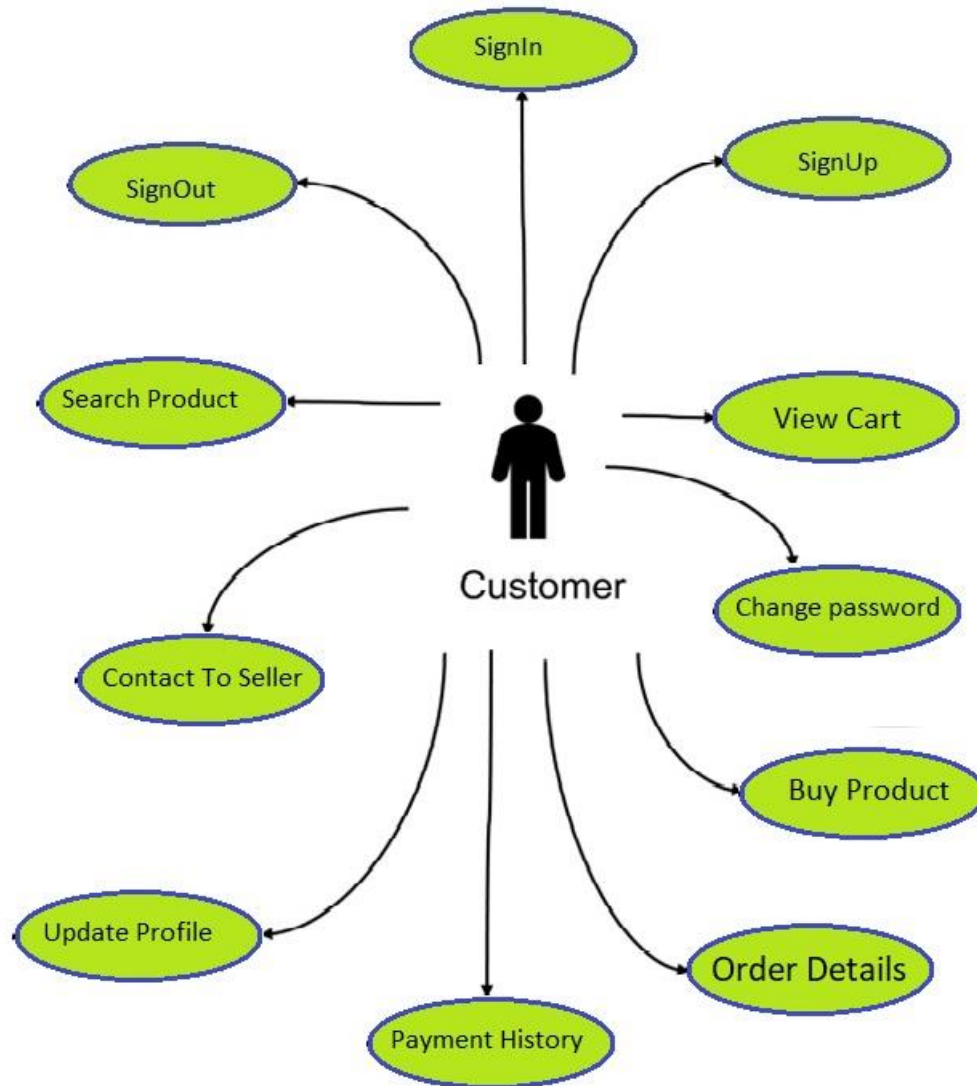 SignIn
SignUp
SignOut
Search Product
View Cart
Customer
Change password
Contact To Seller
Buy Product
Update Profile
Order Details
Payment History